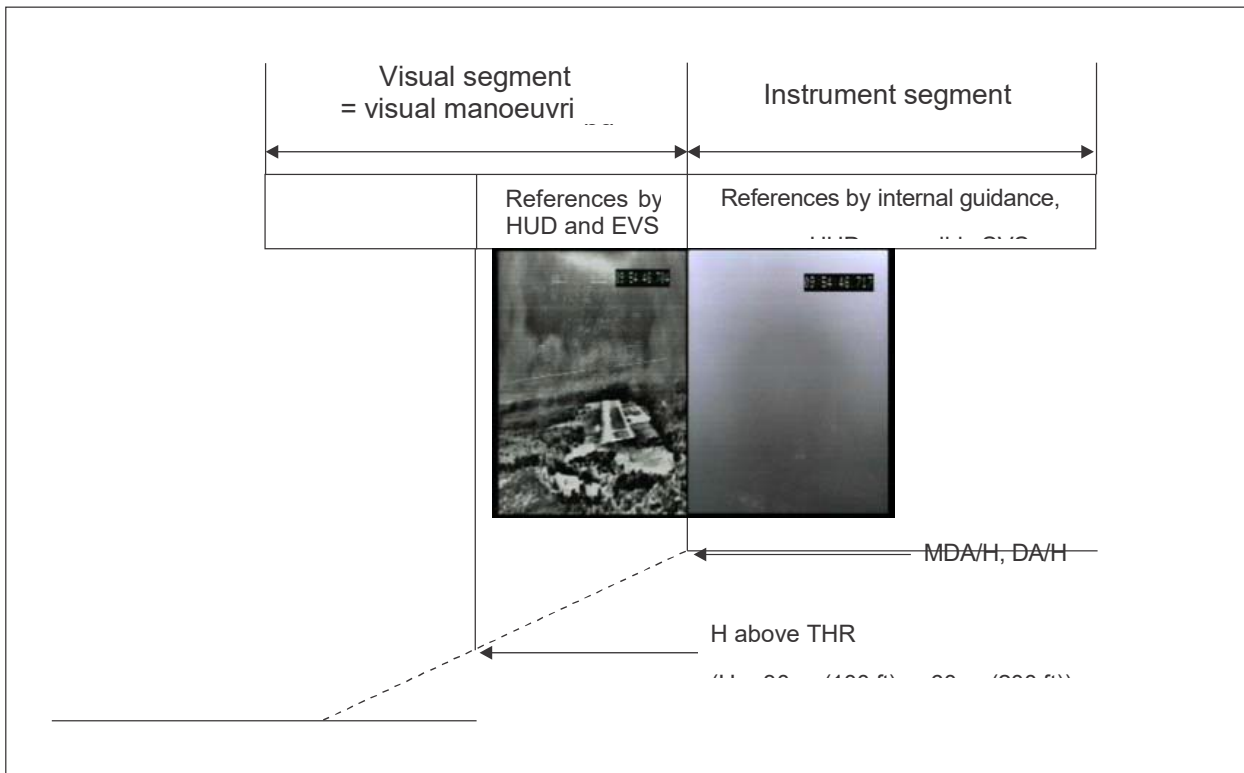 Visual segment
= visual manoeuvri
Instrument segment
References by
HUD and EVS
References by internal guidance,
MDA/H, DA/H
H above THR